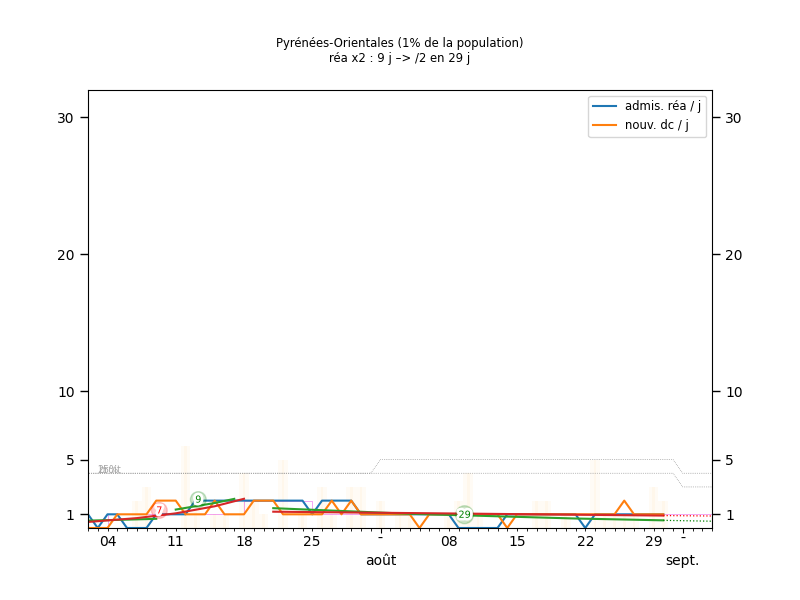 Pyrénées-Orientales (1% de la population)
réa x2 : 9 j –> /2 en 29 j
admis. réa / j
nouv. dc / j
30 30
20 20
10 10
5 5
1 1
9
7
29
04 11 18 25 - 08 15 22 29 -
août sept.